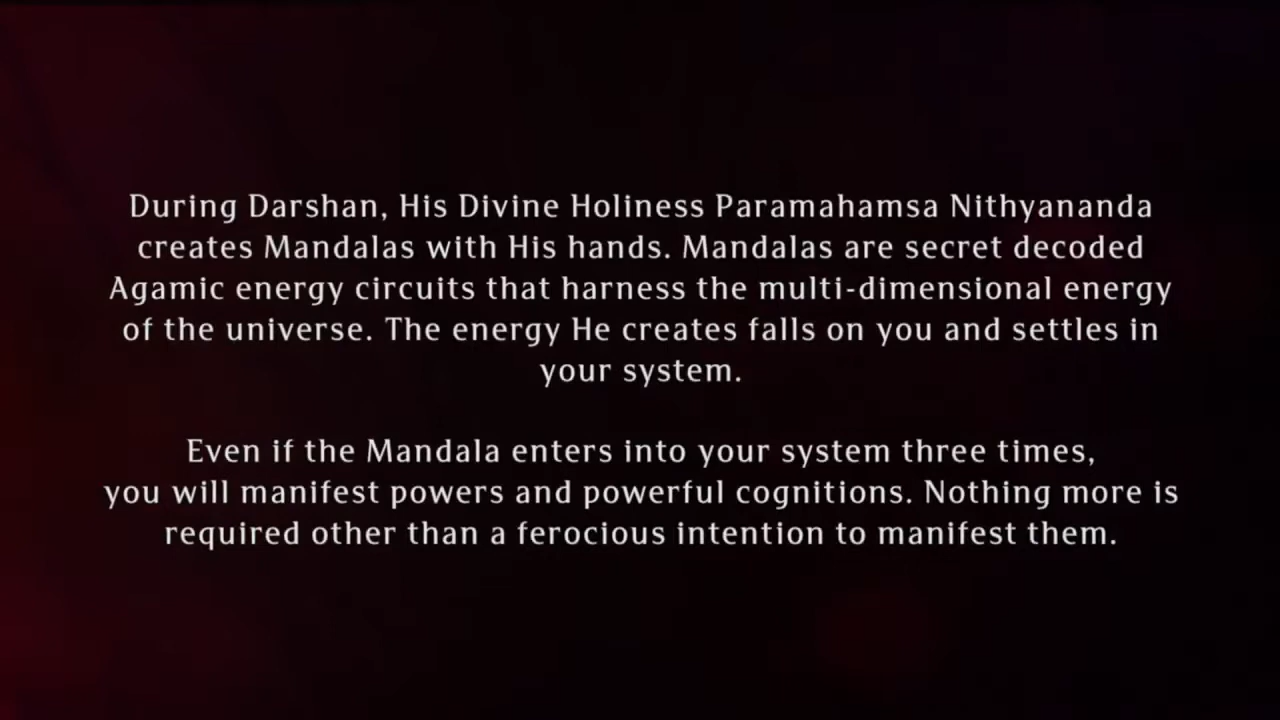 During Darshan, His Divine Holiness Paramahamsa Nithyananda
creates Mandalas with His hands. Mandalas are secret decoded
Agamic energy circuits that harness the multi-dimensional energy
of the universe. The energy He creates falls on you and settles in
your system.
Even if the Mandala enters into your system three times,
you will manifest powers and powerful cognitions. Nothing more is
required other than a ferocious intention to manifest them.